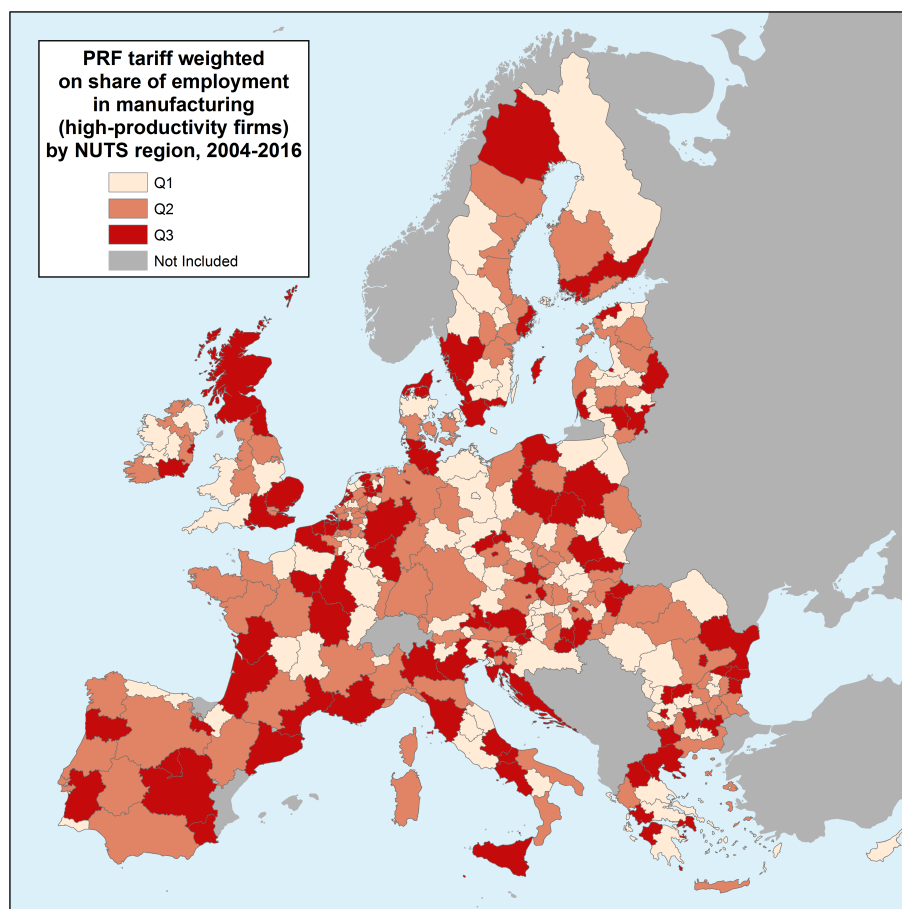 PRF tariff weighted
on share of employment
in manufacturing
(high-productivity firms)
by NUTS region, 2004-2016
Q1
Q2
Q3
Not Included